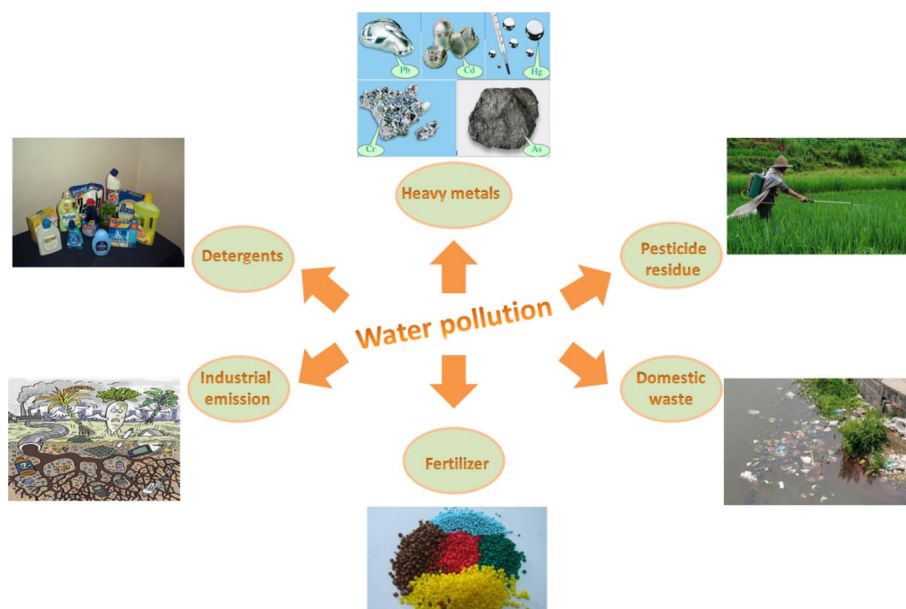 Pb
Cd
Hg
Cr
As
Heavy metals
Detergents
Pesticide
residue
Water pollution
Industrial
emission
Domestic
waste
Fertilizer